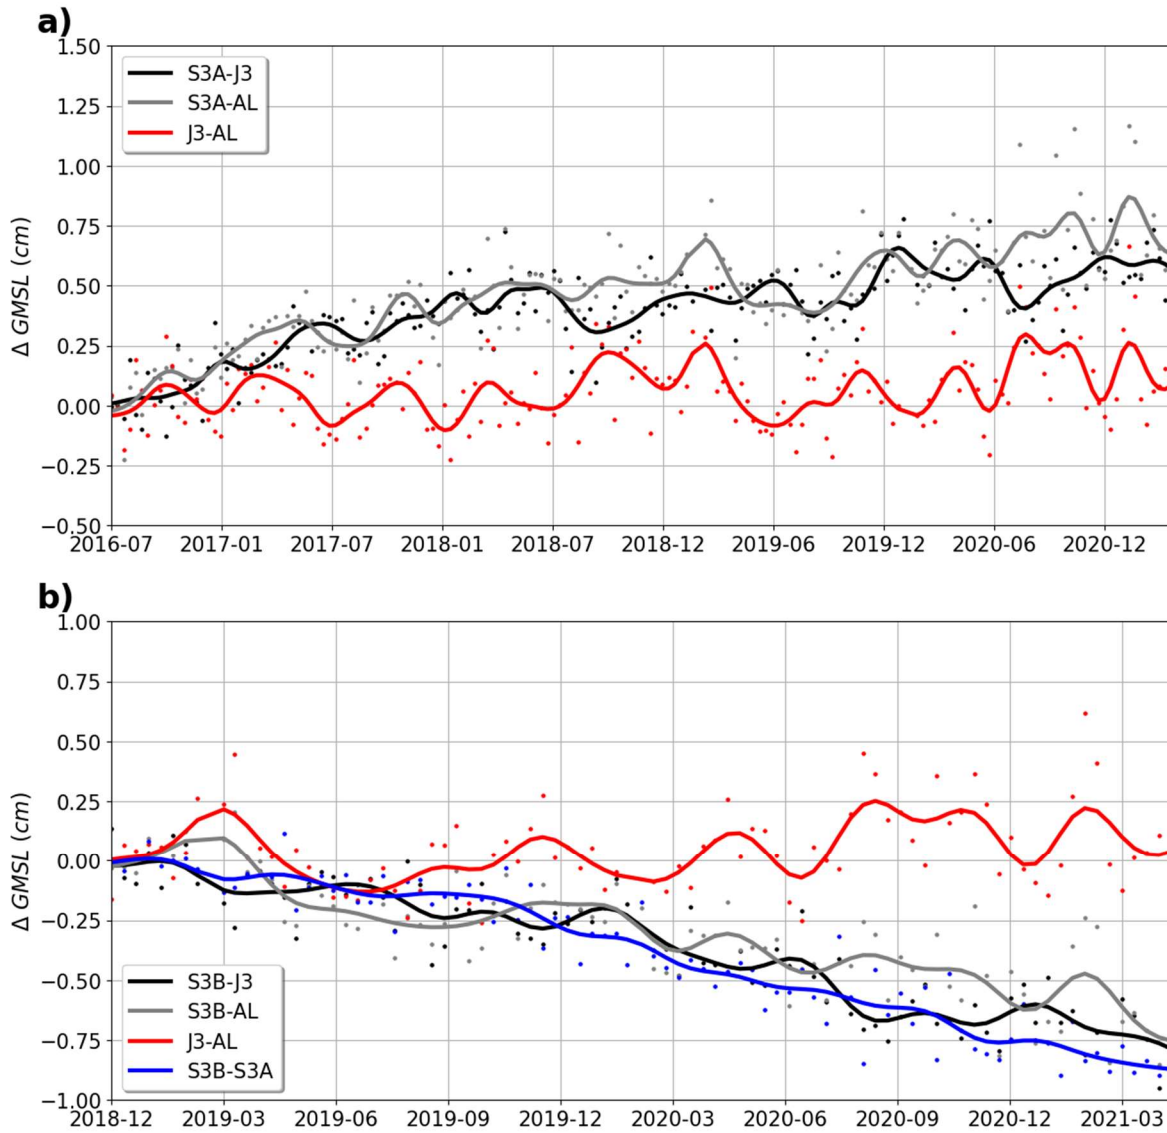 a)
1.50
1.25
1.00
0.75
0.50
0.25
0.00
−0.25
−0.50
Δ GMSL (cm)
S3A-J3
S3A-AL
J3-AL
2016-07 2017-01 2017-07 2018-01 2018-07 2018-12 2019-06 2019-12 2020-06 2020-12
b)
1.00
0.75
0.50
0.25
0.00
−0.25
−0.50
−0.75
−1.00
Δ GMSL (cm)
S3B-J3
S3B-AL
J3-AL
S3B-S3A
2018-12 2019-03 2019-06 2019-09 2019-12 2020-03 2020-06 2020-09 2020-12 2021-03